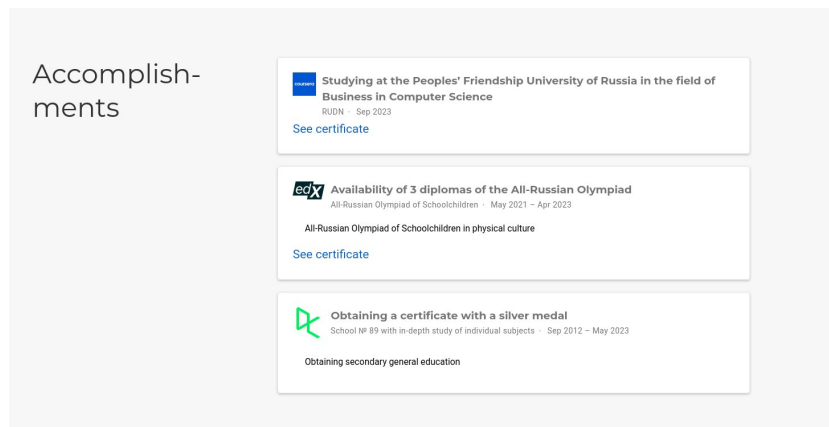 Accomplish-
ments
coursera
Studying at the Peoples' Friendship University of Russia in the field of
Business in Computer Science
RUDN · Sep 2023
See certificate
edX
Availability of 3 diplomas of the All-Russian Olympiad
All-Russian Olympiad of Schoolchildren · May 2021 – Apr 2023
All-Russian Olympiad of Schoolchildren in physical culture
See certificate
Obtaining a certificate with a silver medal
School № 89 with in-depth study of individual subjects · Sep 2012 – May 2023
Obtaining secondary general education